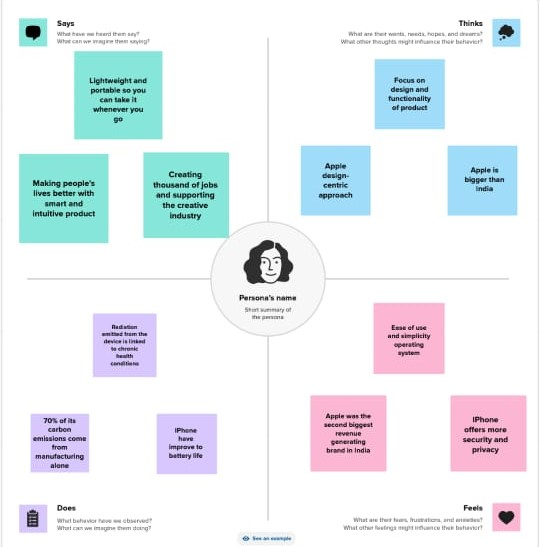 Says
What have we heard them say?
What can we imagine them saying?
Thinks
What are their wants, needs, hopes, and dreams?
What other thoughts might influence their behavior?
Lightweight and
portable so you
can take it
whenever you
go
Making people's
lives better with
smart and
intuitive product
Creating
thousand of jobs
and supporting
the creative
industry
Focus on
design and
functionality
of product
Apple
design-
centric
approach
Apple is
bigger than
India
Persona's name
Short summary of
the persona
Radiation
emitted from the
device is linked
to chronic
health
conditions
70% of its
carbon
emissions come
from
manufacturing
alone
IPhone
have
improve to
bettery life
Ease of use
and simplicity
operating
system
Apple was the
second biggest
revenue
generating
brand in India
IPhone
offers more
security and
privacy
Does
What behavior have we observed?
What can we imagine them doing?
Feels
What are their fears, frustrations, and anxieties?
What other feelings might influence their behavior?
See an example